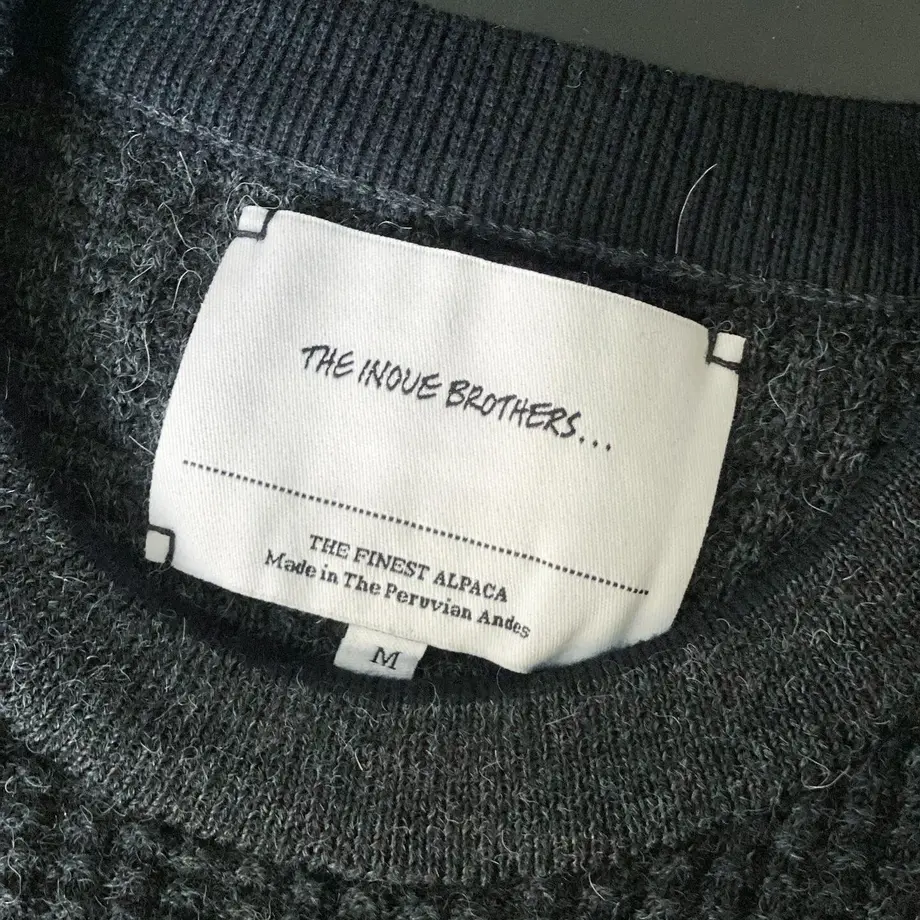 THE INOUE BROTHERS...
THE FINEST ALPACA
Made in The Peruvian Andes
M